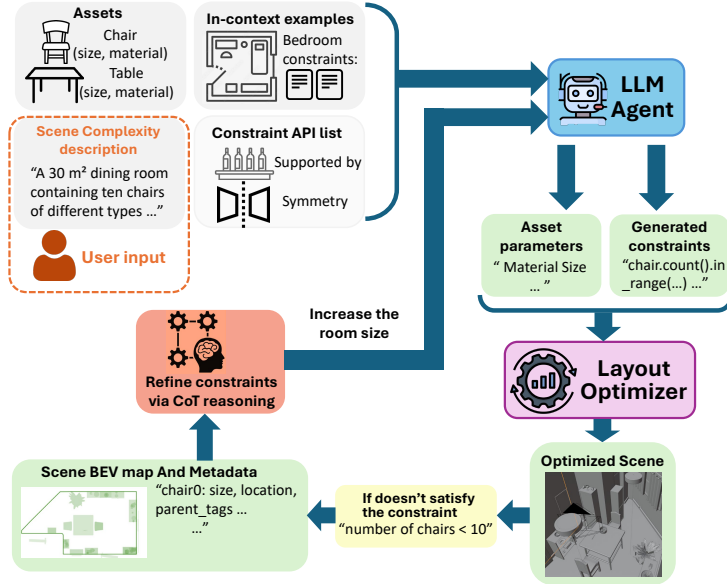 Assets
Chair
(size, material)
Table
(size, material)
In-context examples
Bedroom
constraints:
Scene Complexity
description
“A 30 m² dining room
containing ten chairs
of different types …”
User input
Constraint API list
Supported by
Symmetry
LLM
Agent
Asset
parameters
“ Material Size
… ”
Generated
constraints
“chair.count().in
_range(…) …”
Increase the
room size
Refine constraints
via CoT reasoning
Layout
Optimizer
Scene BEV map And Metadata
“chair0: size, location,
parent_tags …
…”
If doesn’t satisfy
the constraint
“number of chairs < 10”
Optimized Scene